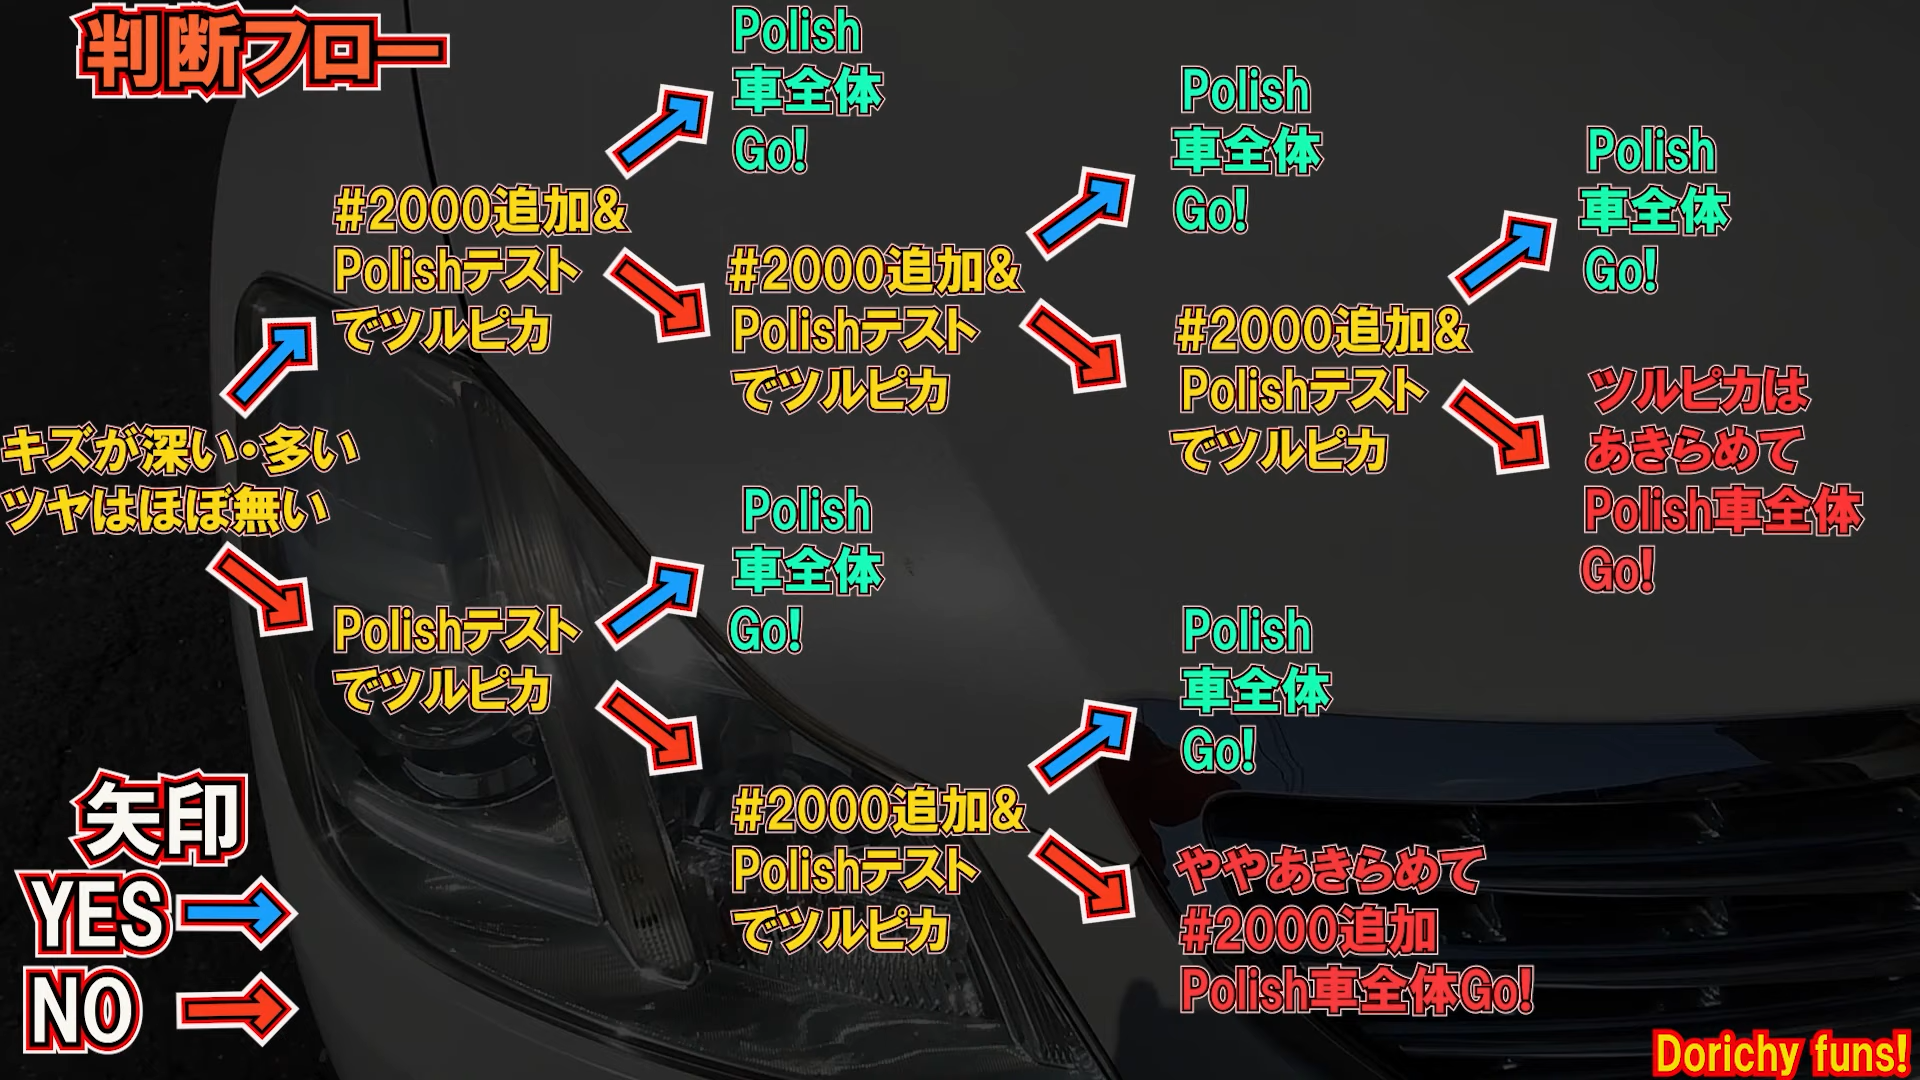 判断フロー
キズが深い・多い
ツヤはほぼ無い
#2000追加&
Polishテスト
でツルピカ
Polish
車全体
Go!
#2000追加&
Polishテスト
でツルピカ
Polish
車全体
Go!
#2000追加&
Polishテスト
でツルピカ
Polish
車全体
Go!
ツルピカは
あきらめて
Polish車全体
Go!
Polishテスト
でツルピカ
Polish
車全体
Go!
#2000追加&
Polishテスト
でツルピカ
Polish
車全体
Go!
ややあきらめて
#2000追加
Polish車全体Go!
矢印
YES
NO
Dorichy funs!